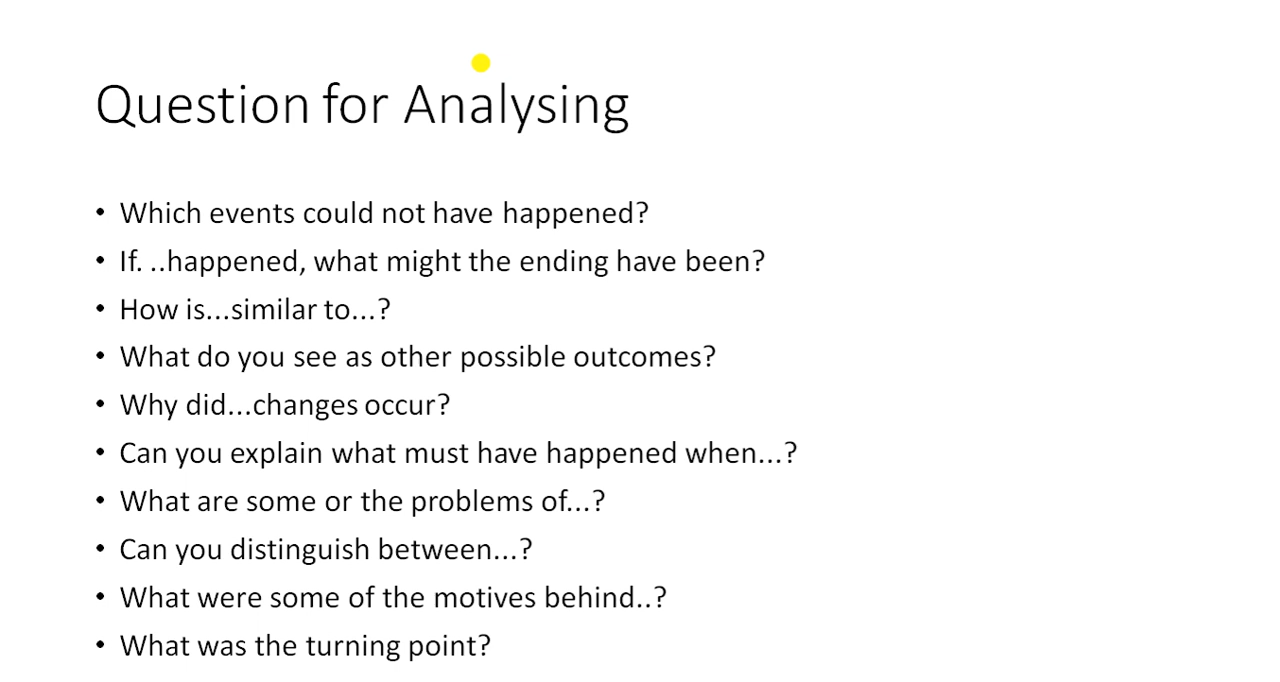 Question for Analysing
• Which events could not have happened?
• If. ..happened, what might the ending have been?
• How is...similar to...?
• What do you see as other possible outcomes?
• Why did...changes occur?
• Can you explain what must have happened when...?
• What are some or the problems of...?
• Can you distinguish between...?
• What were some of the motives behind..?
• What was the turning point?